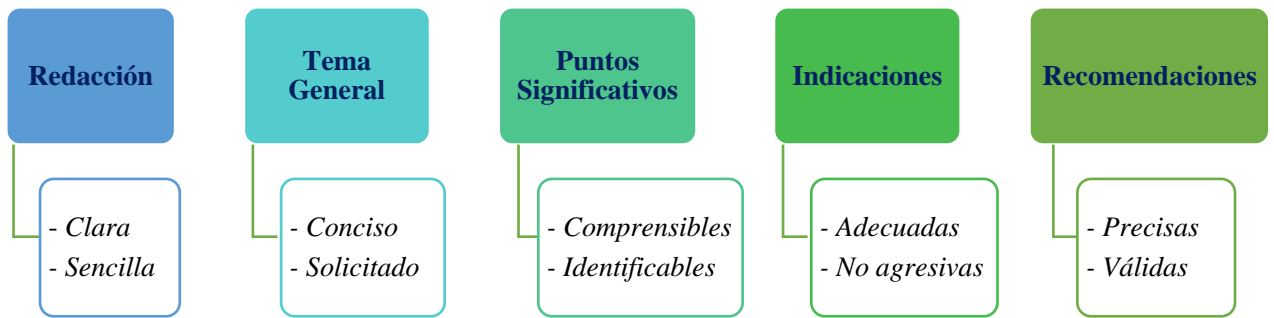 Redacción
Tema
General
Puntos
Significativos
Indicaciones
Recomendaciones
- Clara
- Sencilla
- Conciso
- Solicitado
- Comprensibles
- Identificables
- Adecuadas
- No agresivas
- Precisas
- Válidas